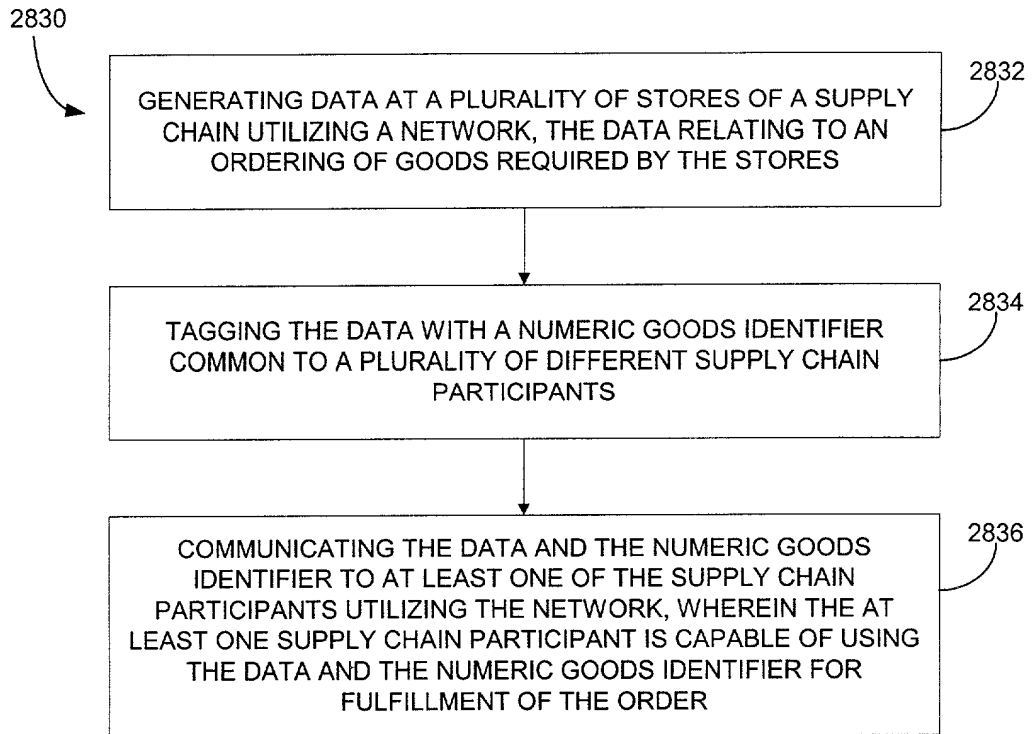 2830
2832
GENERATING DATA AT A PLURALITY OF STORES OF A SUPPLY
CHAIN UTILIZING A NETWORK, THE DATA RELATING TO AN
ORDERING OF GOODS REQUIRED BY THE STORES
2834
TAGGING THE DATA WITH A NUMERIC GOODS IDENTIFIER
COMMON TO A PLURALITY OF DIFFERENT SUPPLY CHAIN
PARTICIPANTS
2836
COMMUNICATING THE DATA AND THE NUMERIC GOODS
IDENTIFIER TO AT LEAST ONE OF THE SUPPLY CHAIN
PARTICIPANTS UTILIZING THE NETWORK, WHEREIN THE AT
LEAST ONE SUPPLY CHAIN PARTICIPANT IS CAPABLE OF USING
THE DATA AND THE NUMERIC GOODS IDENTIFIER FOR
FULFILLMENT OF THE ORDER